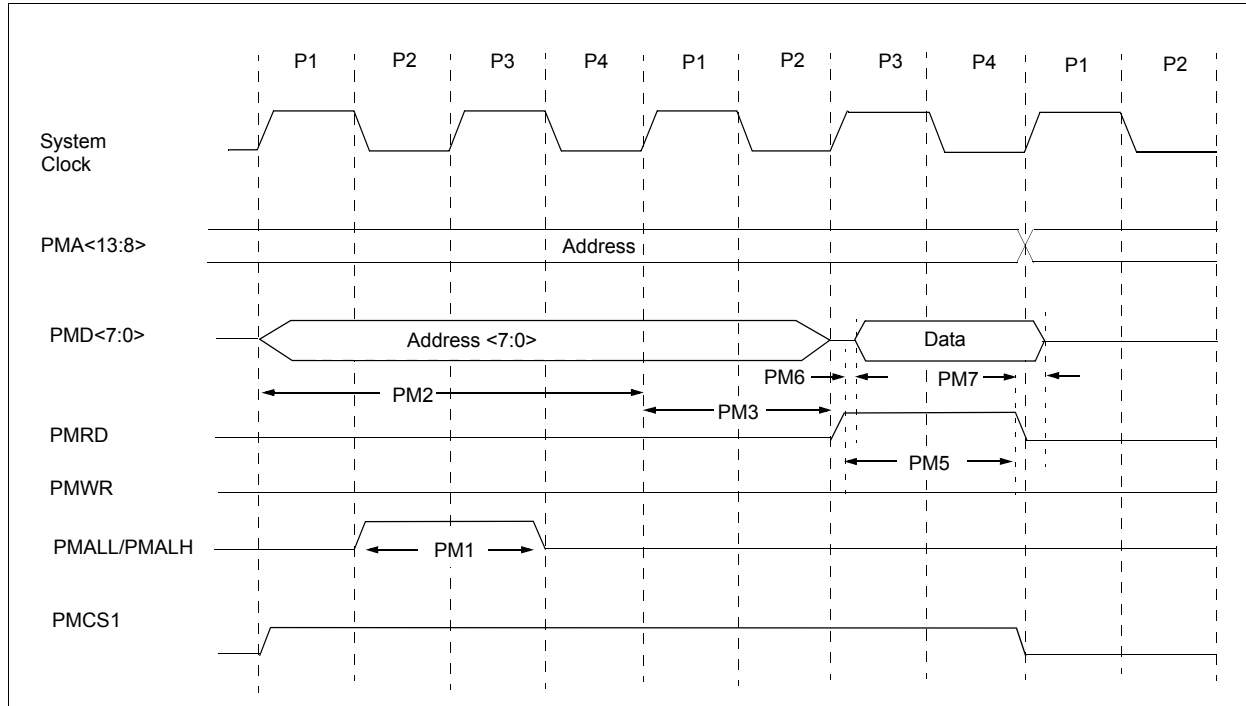 P1 P2 P3 P4 P1 P2 P3 P4 P1 P2
System
Clock
PMA<13:8>
Address
PMD<7:0>
Address <7:0>
Data
PM6
PM7
PM2
PM3
PMRD
PM5
PMWR
PMALL/PMALH
PM1
PMCS1